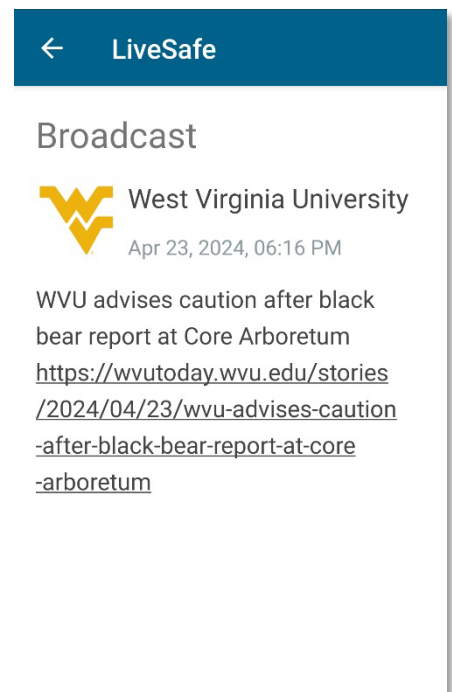 ← LiveSafe
Broadcast
West Virginia University
Apr 23, 2024, 06:16 PM
WVU advises caution after black
bear report at Core Arboretum
https://wvutoday.wvu.edu/stories
/2024/04/23/wvu-advises-caution
-after-black-bear-report-at-core
-arboretum